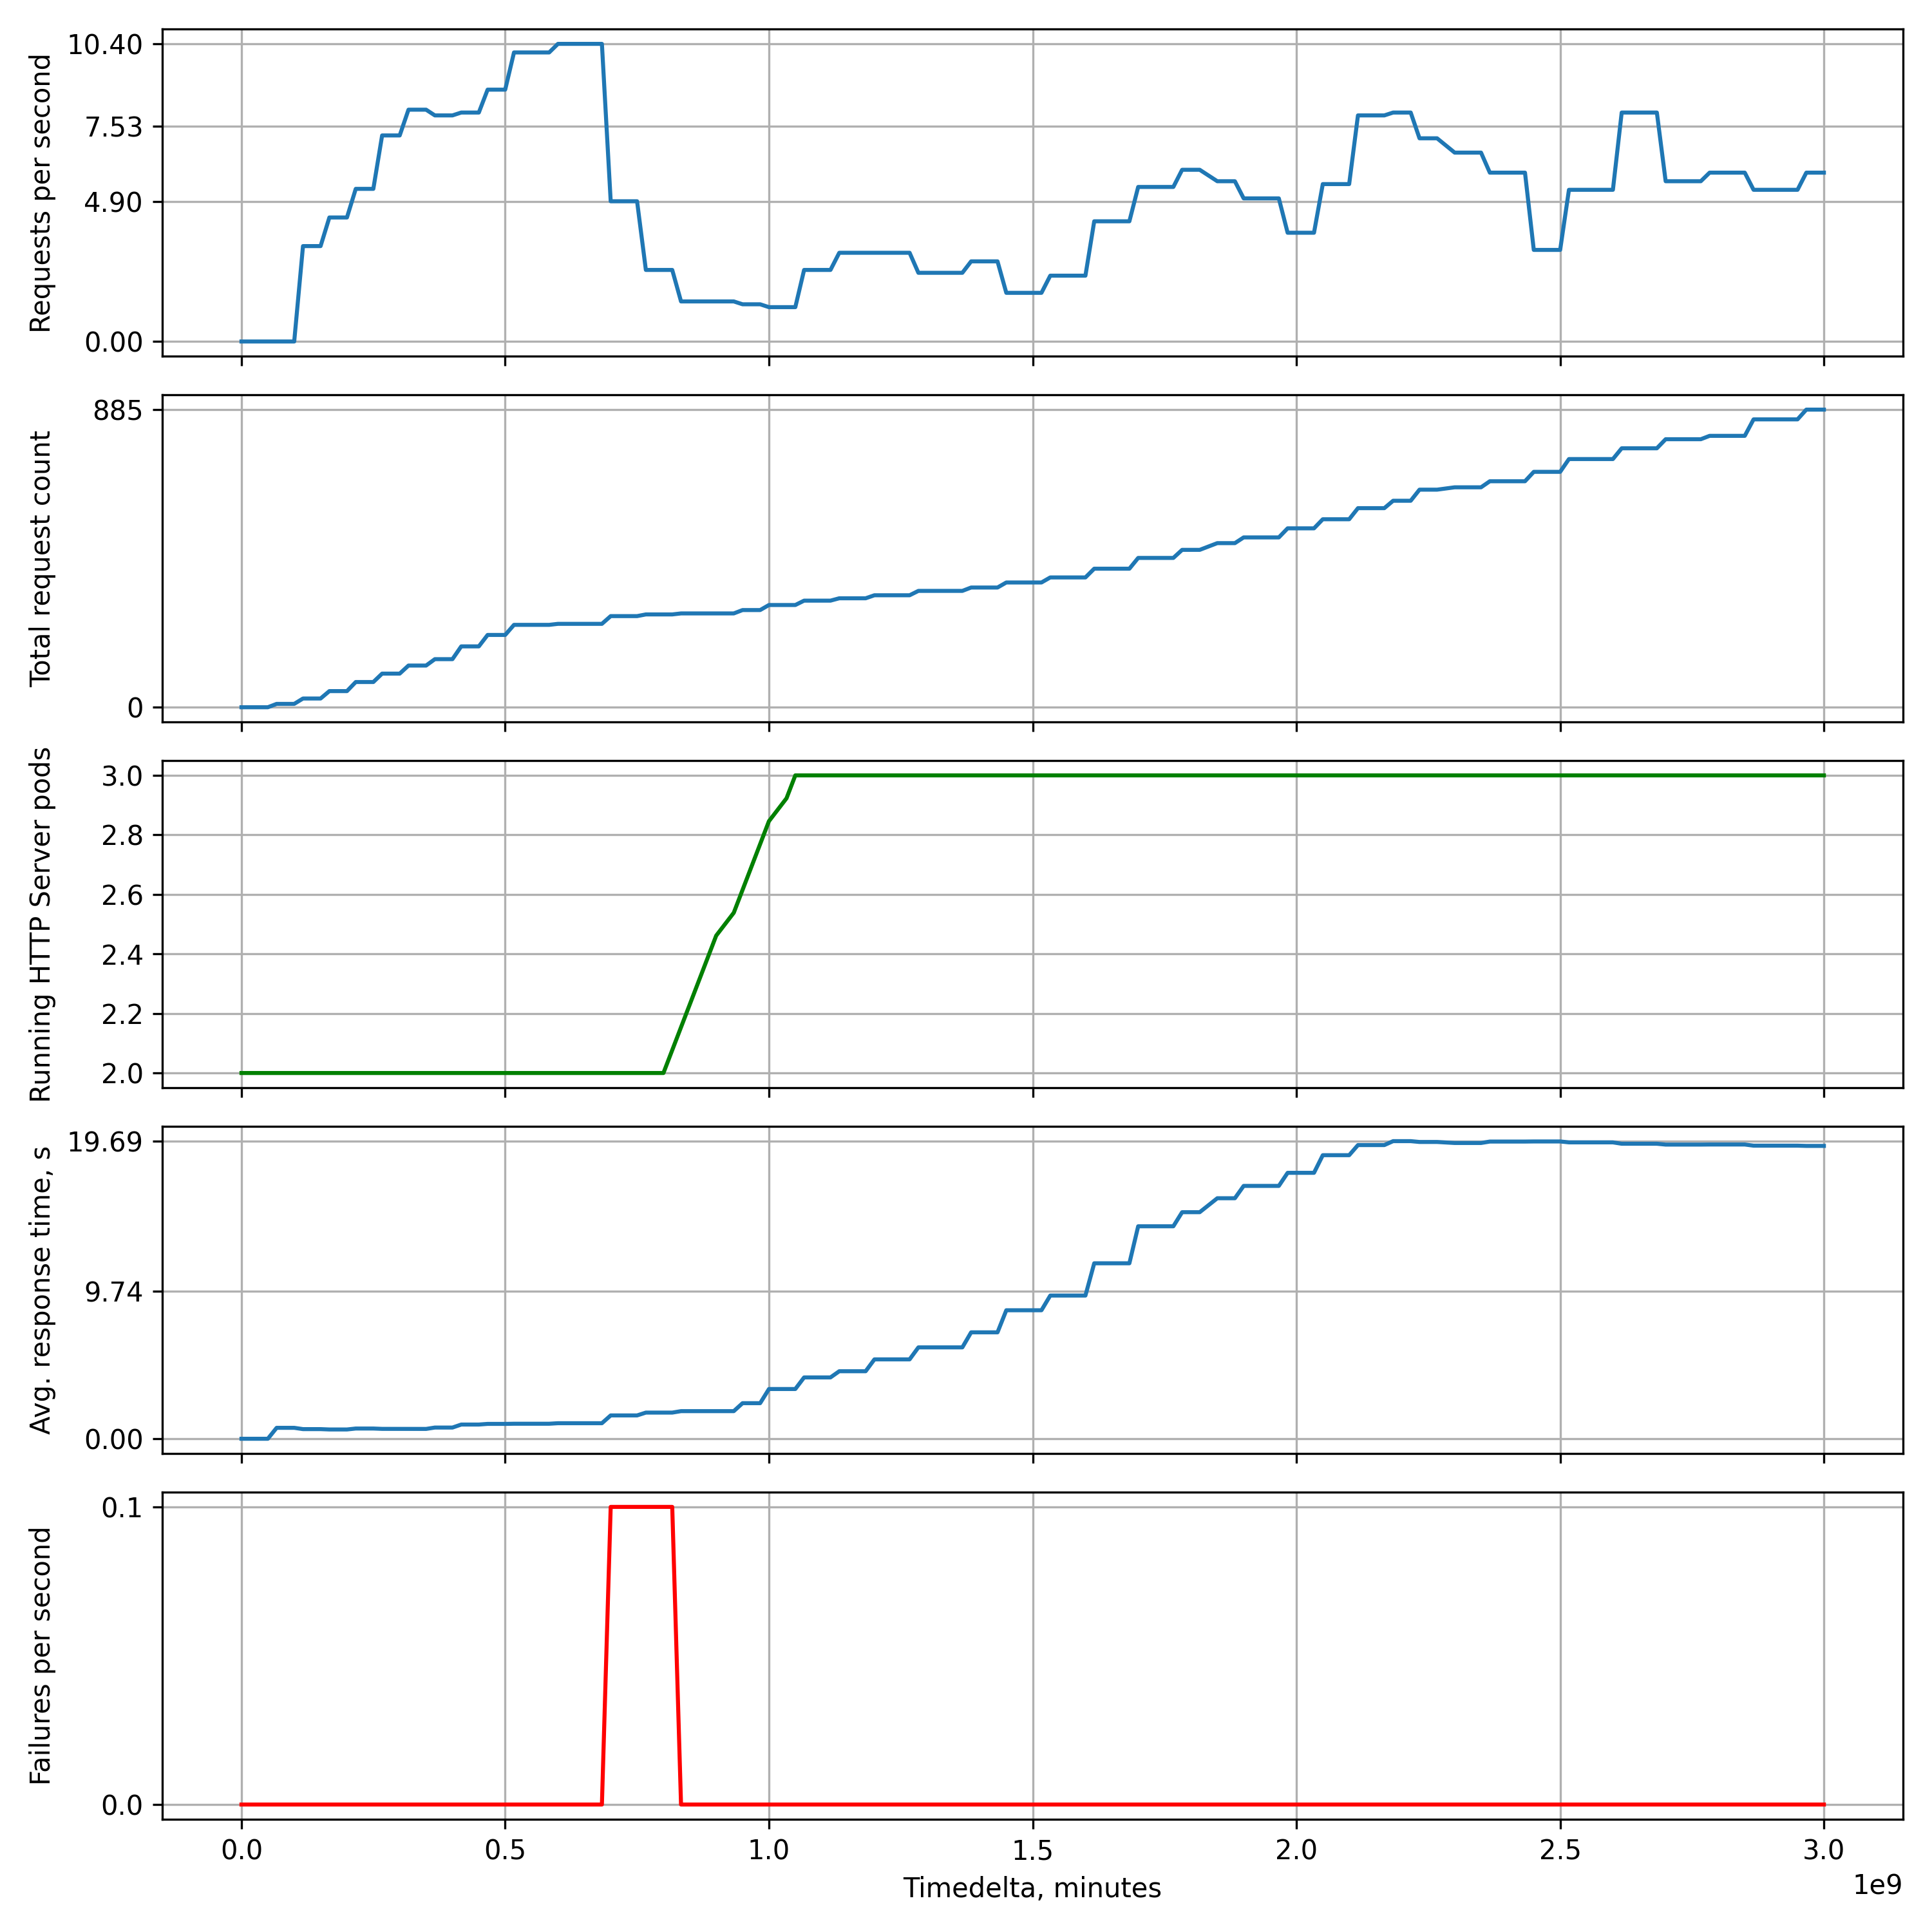 Requests per second
10.40
7.53
4.90
0.00
Total request count
885
0
Running HTTP Server pods
3.0
2.8
2.6
2.4
2.2
2.0
Avg. response time, s
19.69
9.74
0.00
Failures per second
0.1
0.0
0.0 0.5 1.0 1.5 2.0 2.5 3.0
Timedelta, minutes
1e9